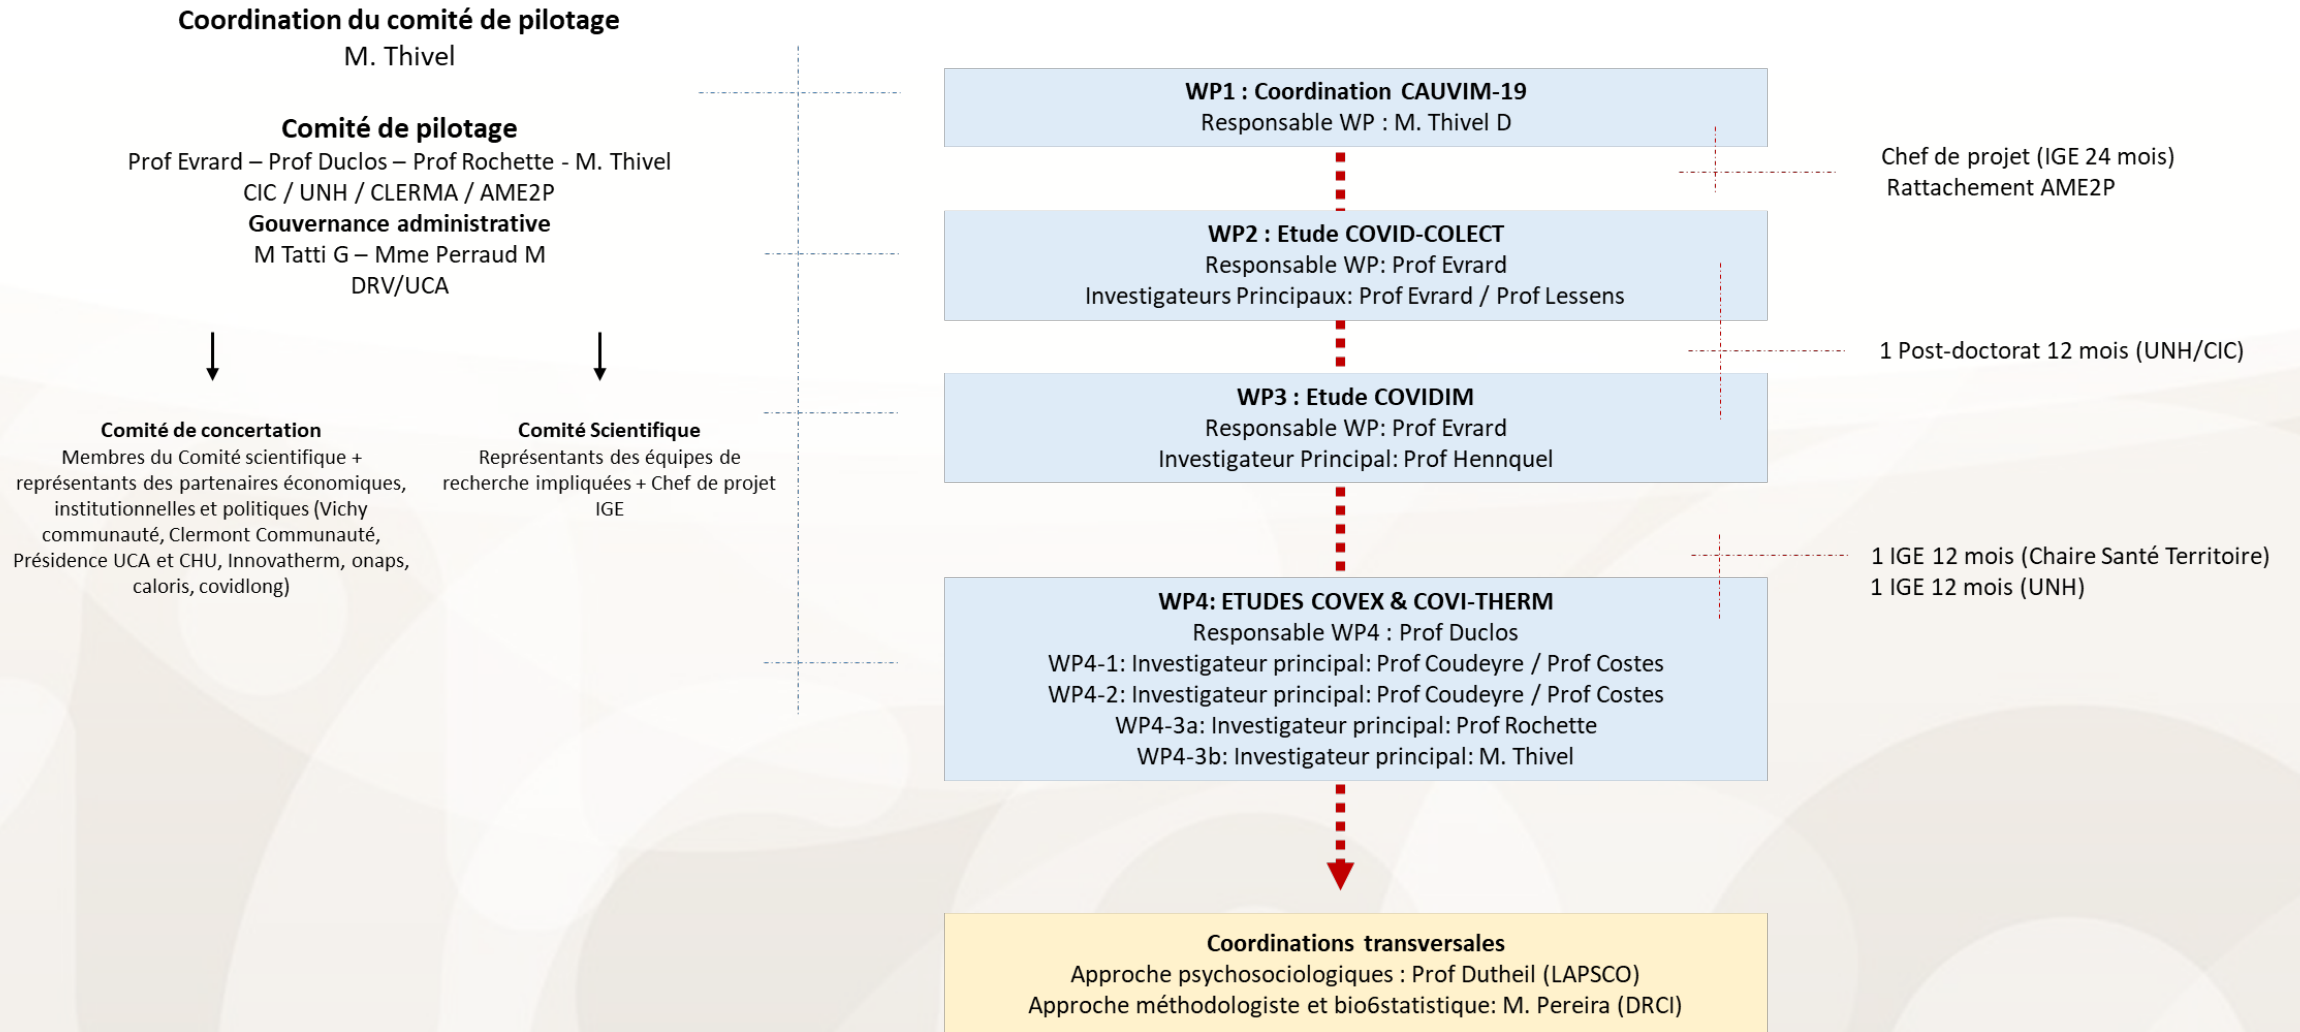 Coordination du comité de pilotage
M. Thivel
Comité de pilotage
Prof Evrard – Prof Duclos – Prof Rochette - M. Thivel
CIC / UNH / CLERMA / AME2P
Gouvernance administrative
M Tatti G – Mme Perraud M
DRV/UCA
Comité de concertation
Membres du Comité scientifique +
représentants des partenaires économiques,
institutionnelles et politiques (Vichy
communauté, Clermont Communauté,
Présidence UCA et CHU, Innovatherm, onaps,
caloris, covidlong)
Comité Scientifique
Représentants des équipes de
recherche impliquées + Chef de projet
IGE
WP1 : Coordination CAUVIM-19
Responsable WP : M. Thivel D
WP2 : Etude COVID-COLECT
Responsable WP: Prof Evrard
Investigateurs Principaux: Prof Evrard / Prof Lessens
WP3 : Etude COVIDIM
Responsable WP: Prof Evrard
Investigateur Principal: Prof Hennquel
WP4: ETUDES COVEX & COVI-THERM
Responsable WP4 : Prof Duclos
WP4-1: Investigateur principal: Prof Coudeyre / Prof Costes
WP4-2: Investigateur principal: Prof Coudeyre / Prof Costes
WP4-3a: Investigateur principal: Prof Rochette
WP4-3b: Investigateur principal: M. Thivel
Coordinations transversales
Approche psychosociologiques : Prof Dutheil (LAPSCO)
Approche méthodologiste et bio6statistique: M. Pereira (DRCI)
Chef de projet (IGE 24 mois)
Rattachement AME2P
1 Post-doctorat 12 mois (UNH/CIC)
1 IGE 12 mois (Chaire Santé Territoire)
1 IGE 12 mois (UNH)